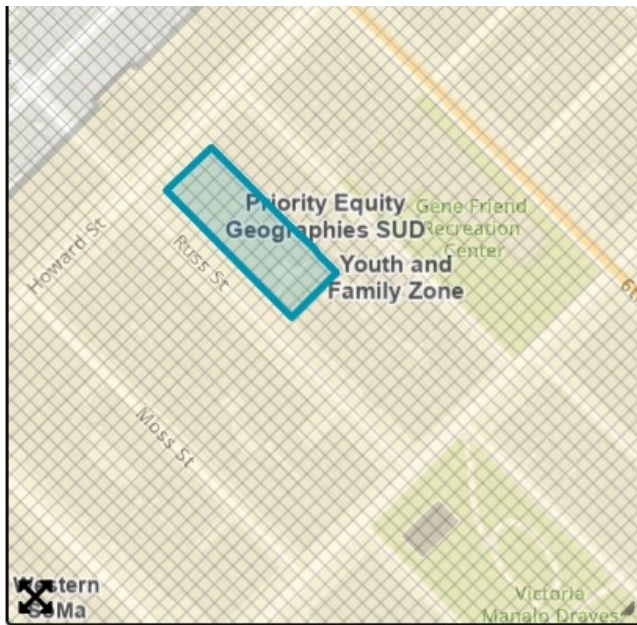 Priority Equity
Geographies SUD
Gene Friend
Recreation
Center
Youth and
Family Zone
Howard St
Russ St
Moss St
Western
SoMa
Victoria
Manalo Draves